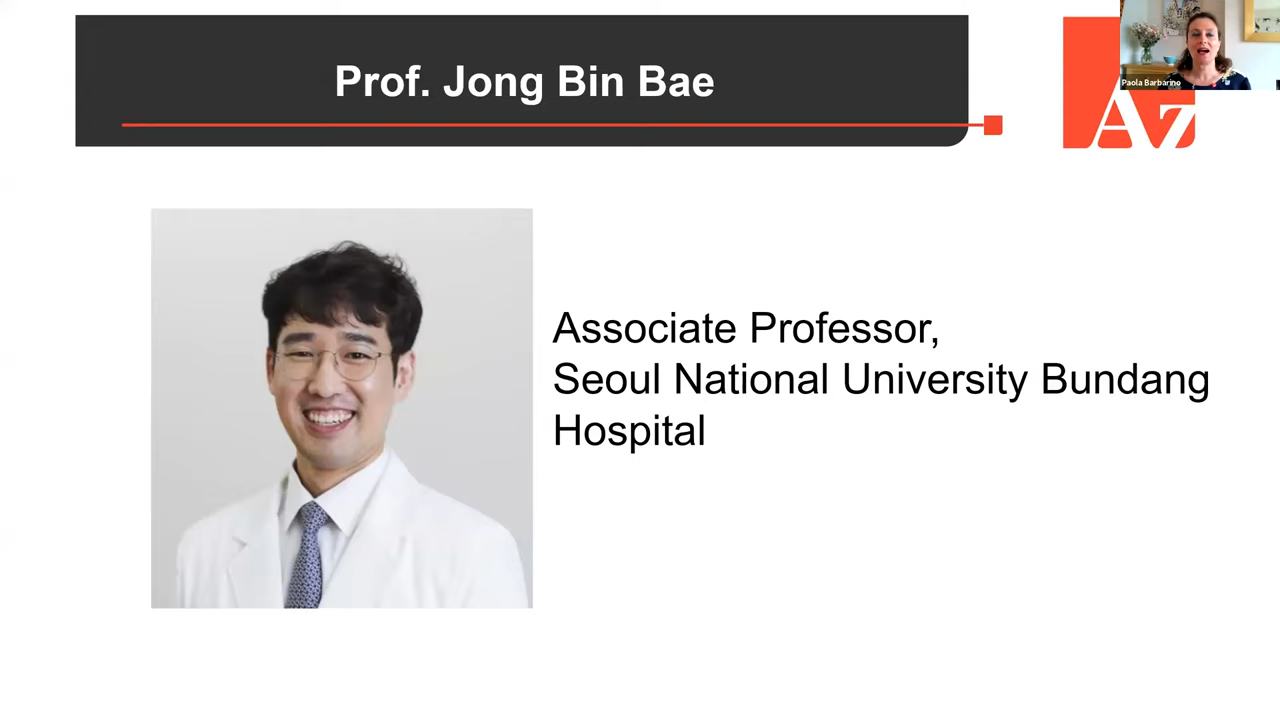 Prof. Jong Bin Bae
Paola Barbarino
Az
Associate Professor,
Seoul National University Bundang
Hospital